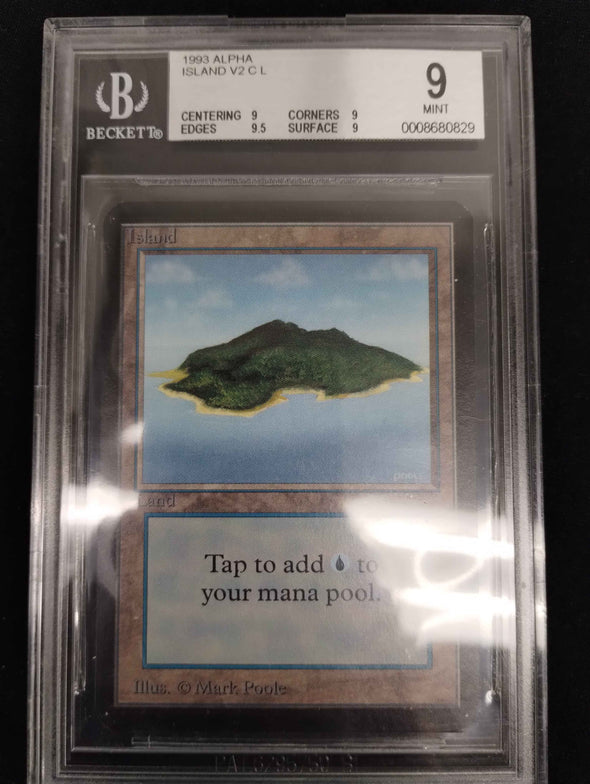 1993 ALPHA
ISLAND V2 C L
9
MINT
CENTERING 9 CORNERS 9
EDGES 9.5 SURFACE 9
0008680829
B
BECKETT®
Island
Land
Tap to add to
your mana pool.
Illus. © Mark Poole